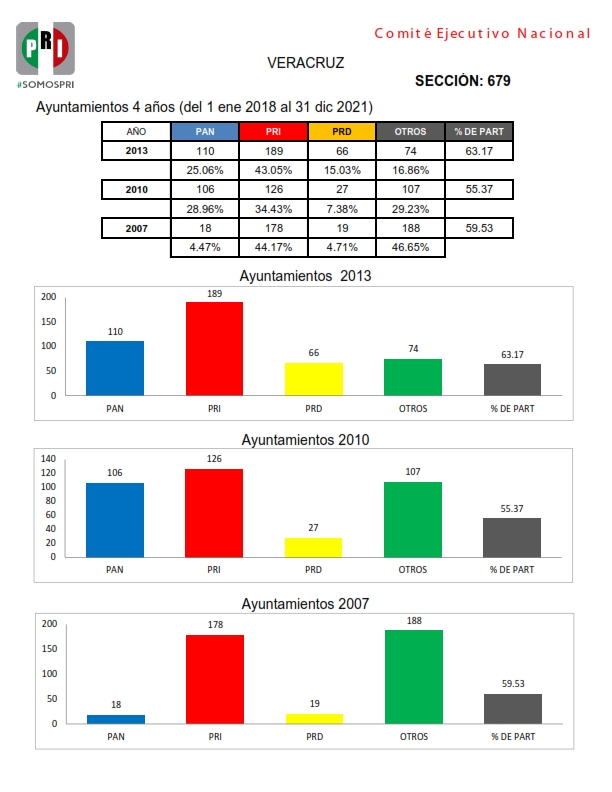 PRI
#SOMOSPRI
Comité Ejecutivo Nacional
VERACRUZ
SECCIÓN: 679
Ayuntamientos 4 años (del 1 ene 2018 al 31 dic 2021)
AÑO PAN PRI PRD OTROS % DE PART
2013 110 189 66 74 63.17
25.06% 43.05% 15.03% 16.86%
2010 106 126 27 107 55.37
28.96% 34.43% 7.38% 29.23%
2007 18 178 19 188 59.53
4.47% 44.17% 4.71% 46.65%
Ayuntamientos 2013
200
150
100
50
0
110
189
66
74
63.17
PAN PRI PRD OTROS % DE PART
Ayuntamientos 2010
140
120
100
80
60
40
20
0
106
126
27
107
55.37
PAN PRI PRD OTROS % DE PART
Ayuntamientos 2007
200
150
100
50
0
18
178
19
188
59.53
PAN PRI PRD OTROS % DE PART